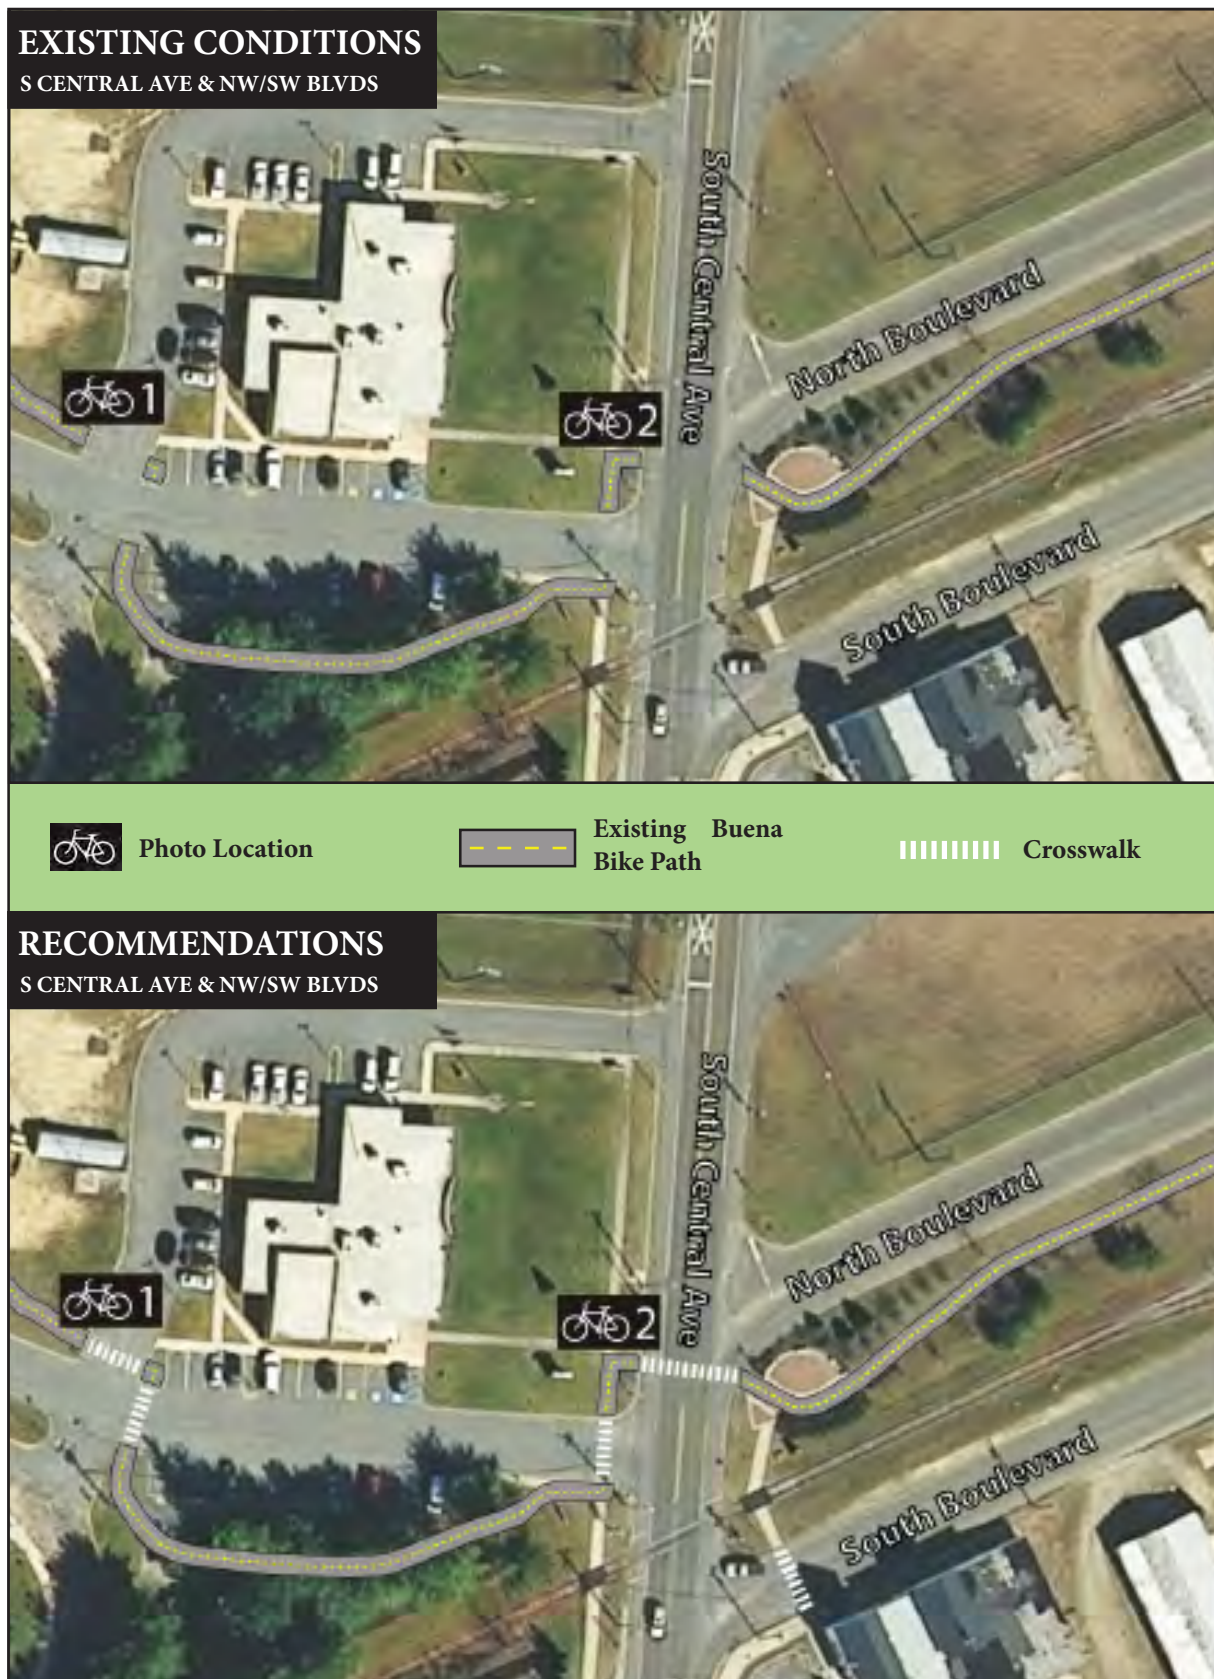 EXISTING CONDITIONS
S CENTRAL AVE & NW/SW BLVDS
South Central Ave
North Boulevard
1
2
South Boulevard
Photo Location
Existing Buena
Bike Path
Crosswalk
RECOMMENDATIONS
S CENTRAL AVE & NW/SW BLVDS
South Central Ave
North Boulevard
1
2
South Boulevard